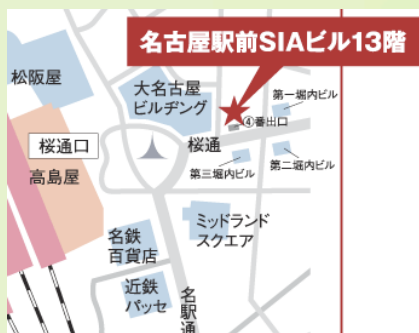 名古屋駅前SIAビル13階
松阪屋
大名古屋
ビルヂング
第一堀内ビル
④番出口
桜通口
桜通
高島屋
第三堀内ビル
第二堀内ビル
ミッドランド
スクエア
名鉄
百貨店
近鉄
パッセ
名駅通